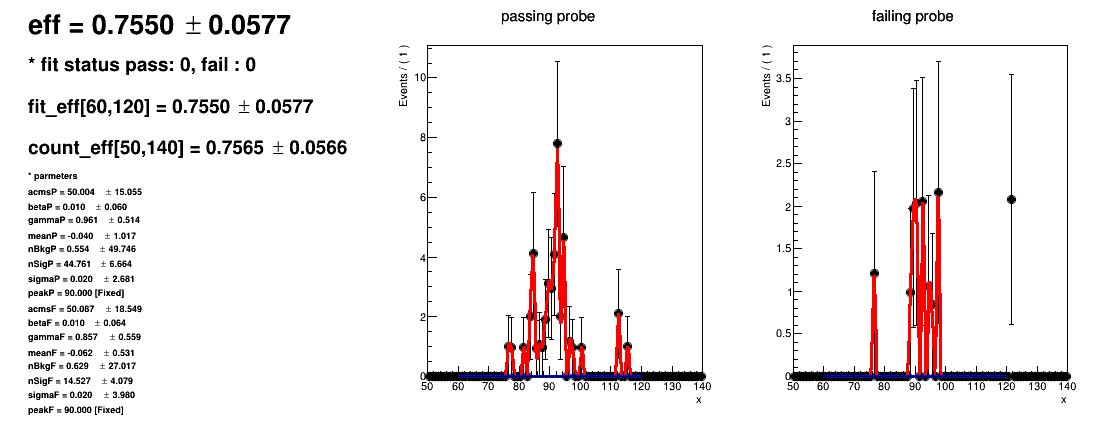 eff = 0.7550 ± 0.0577
* fit status pass: 0, fail : 0
fit_eff[60,120] = 0.7550 ± 0.0577
count_eff[50,140] = 0.7565 ± 0.0566
* parmeters
acmsP = 50.004 ± 15.055
betaP = 0.010 ± 0.060
gammaP = 0.961 ± 0.514
meanP = -0.040 ± 1.017
nBkgP = 0.554 ± 49.746
nSigP = 44.761 ± 6.664
sigmaP = 0.020 ± 2.681
peakP = 90.000 [Fixed]
acmsF = 50.087 ± 18.549
betaF = 0.010 ± 0.064
gammaF = 0.857 ± 0.559
meanF = -0.062 ± 0.531
nBkgF = 0.629 ± 27.017
nSigF = 14.527 ± 4.079
sigmaF = 0.020 ± 3.980
peakF = 90.000 [Fixed]
passing probe
Events / ( 1 )
10
8
6
4
2
0
50 60 70 80 90 100 110 120 130 140
x
failing probe
Events / ( 1 )
3.5
3
2.5
2
1.5
1
0.5
0
50 60 70 80 90 100 110 120 130 140
x